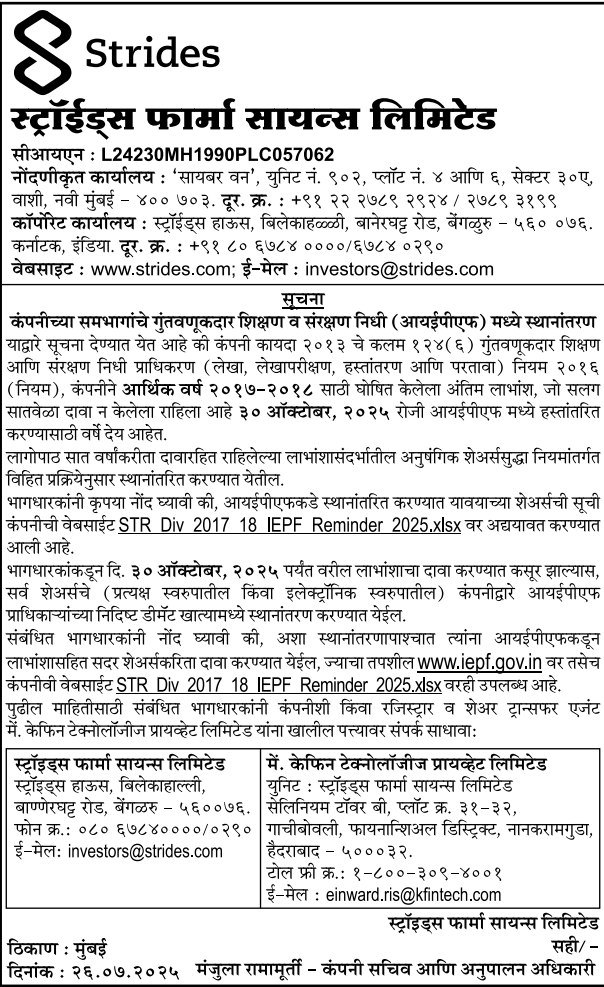 Strides
स्ट्रॉईड्स फार्मा सायन्स लिमिटेड
सीआयएन : L24230MH1990PLC057062
नोंदणीकृत कार्यालय : 'सायबर वन', युनिट नं. ९०२, प्लॉट नं. ४ आणि ६, सेक्टर ३०ए,
वाशी, नवी मुंबई – ४०० ७०३. दूर. क्र. : +९१ २२ २७८९ २९२४ / २७८९ ३१९९
कॉर्पोरेट कार्यालय : स्ट्रॉईड्स हाऊस, बिलेकाहळ्ळी, बानेरघट्ट रोड, बेंगळुरु – ५६० ०७६.
कर्नाटक, इंडिया. दूर. क्र. : +९१ ८० ६७८४ ००००/६७८४ ०२९०
वेबसाइट : www.strides.com; ई-मेल : investors@strides.com
सूचना
कंपनीच्या समभागांचे गुंतवणूकदार शिक्षण व संरक्षण निधी (आयईपीएफ) मध्ये स्थानांतरण
याद्वारे सूचना देण्यात येत आहे की कंपनी कायदा २०१३ चे कलम १२४(६) गुंतवणूकदार शिक्षण
आणि संरक्षण निधी प्राधिकरण (लेखा, लेखापरीक्षण, हस्तांतरण आणि परतावा) नियम २०१६
(नियम), कंपनीने आर्थिक वर्ष २०१७-२०१८ साठी घोषित केलेला अंतिम लाभांश, जो सलग
सातवेळा दावा न केलेला राहिला आहे ३० ऑक्टोबर, २०२५ रोजी आयईपीएफ मध्ये हस्तांतरित
करण्यासाठी वर्षे देय आहेत.
लागोपाठ सात वर्षांकरीता दावारहित राहिलेल्या लाभांशासंदर्भातील अनुषंगिक शेअर्ससुद्धा नियमांतर्गत
विहित प्रक्रियेनुसार स्थानांतरित करण्यात येतील.
भागधारकांनी कृपया नोंद घ्यावी की, आयईपीएफकडे स्थानांतरित करण्यात यावयाच्या शेअर्सची सूची
कंपनीची वेबसाईट STR Div 2017 18 IEPF Reminder 2025.xlsx वर अद्ययावत करण्यात
आली आहे.
भागधारकांकडून दि. ३० ऑक्टोबर, २०२५ पर्यंत वरील लाभांशाचा दावा करण्यात कसूर झाल्यास,
सर्व शेअर्सचे (प्रत्यक्ष स्वरुपातील किंवा इलेक्ट्रॉनिक स्वरुपातील) कंपनीद्वारे आयईपीएफ
प्राधिकाऱ्यांच्या निदिष्ट डीमॅट खात्यामध्ये स्थानांतरण करण्यात येईल.
संबंधित भागधारकांनी नोंद घ्यावी की, अशा स्थानांतरणापाश्चात त्यांना आयईपीएफकडून
लाभांशासहित सदर शेअर्सकरिता दावा करण्यात येईल, ज्याचा तपशील www.iepf.gov.in वर तसेच
कंपनीवी वेबसाईट STR Div 2017 18 IEPF Reminder 2025.xlsx वरही उपलब्ध आहे.
पुढील माहितीसाठी संबंधित भागधारकांनी कंपनीशी किंवा रजिस्ट्रार व शेअर ट्रान्सफर एजंट
में. केफिन टेक्नोलॉजीज प्रायव्हेट लिमिटेड यांना खालील पत्त्यावर संपर्क साधावा:
स्ट्रॉइड्स फार्मा सायन्स लिमिटेड
स्ट्रॉइड्स हाऊस, बिलेकाहाल्ली,
बाण्णेरघट्ट रोड, बेंगळरु – ५६००७६.
फोन क्र.: ०८० ६७८४००००/०२९०
ई-मेल: investors@strides.com
में. केफिन टेक्नोलॉजीज प्रायव्हेट लिमिटेड
युनिट : स्ट्रॉइड्स फार्मा सायन्स लिमिटेड
सेलिनियम टॉवर बी, प्लॉट क्र. ३१-३२,
गाचीबोवली, फायनान्शिअल डिस्ट्रिक्ट, नानकरामगुडा,
हैदराबाद – ५०००३२.
टोल फ्री क्र.: १-८००-३०९-४००१
ई-मेल : einward.ris@kfintech.com
स्ट्रॉइड्स फार्मा सायन्स लिमिटेड
सही/-
ठिकाण : मुंबई
दिनांक : २६.०७.२०२५ मंजुला रामामूर्ती – कंपनी सचिव आणि अनुपालन अधिकारी